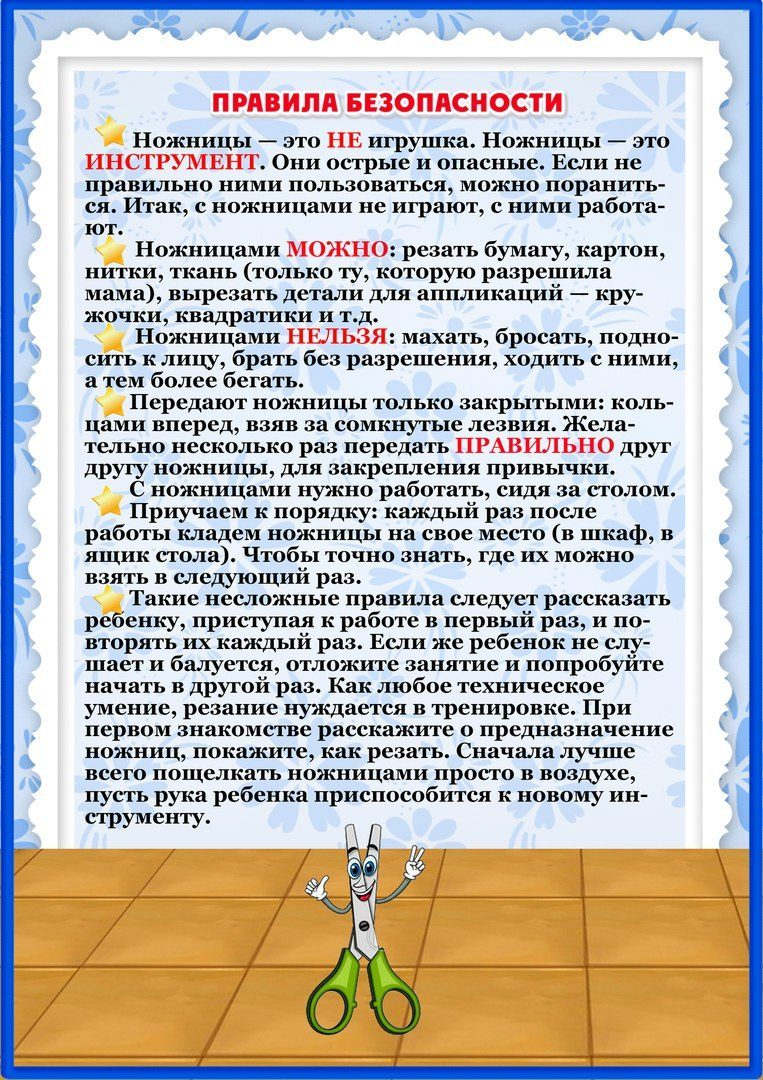 ПРАВИЛА БЕЗОПАСНОСТИ
Ножницы — это НЕ игрушка. Ножницы — это
ИНСТРУМЕНТ. Они острые и опасные. Если не
правильно ними пользоваться, можно поранить-
ся. Итак, с ножницами не играют, с ними работа-
ют.
Ножницами МОЖНО: резать бумагу, картон,
нитки, ткань (только ту, которую разрешила
мама), вырезать детали для аппликаций — кру-
жочки, квадратики и т.д.
Ножницами НЕЛЬЗЯ: махать, бросать, подно-
сить к лицу, брать без разрешения, ходить с ними,
а тем более бегать.
Передают ножницы только закрытыми: коль-
цами вперед, взяв за сомкнутые лезвия. Жела-
тельно несколько раз передать ПРАВИЛЬНО друг
другу ножницы, для закрепления привычки.
С ножницами нужно работать, сидя за столом.
Приучаем к порядку: каждый раз после
работы кладем ножницы на свое место (в шкаф, в
ящик стола). Чтобы точно знать, где их можно
взять в следующий раз.
Такие несложные правила следует рассказать
ребенку, приступая к работе в первый раз, и по-
вторять их каждый раз. Если же ребенок не слу-
шает и балуется, отложите занятие и попробуйте
начать в другой раз. Как любое техническое
умение, резание нуждается в тренировке. При
первом знакомстве расскажите о предназначение
ножниц, покажите, как резать. Сначала лучше
всего пощелкать ножницами просто в воздухе,
пусть рука ребенка приспособится к новому ин-
струменту.